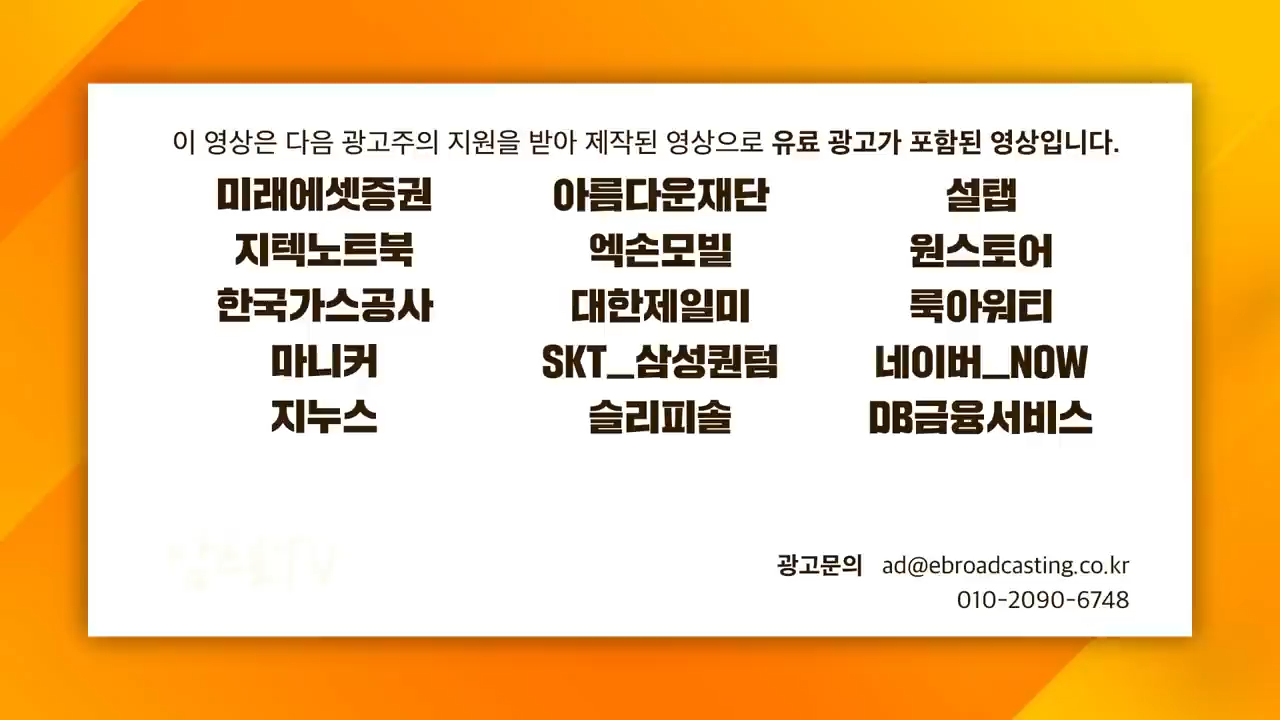 이 영상은 다음 광고주의 지원을 받아 제작된 영상으로 유료 광고가 포함된 영상입니다.
미래에셋증권 아름다운재단 설탭
지텍노트북 엑손모빌 원스토어
한국가스공사 대한제일미 룩아워티
마니커 SKT_삼성퀀텀 네이버_NOW
지누스 슬리피솔 DB금융서비스
광고문의 ad@ebroadcasting.co.kr
010-2090-6748